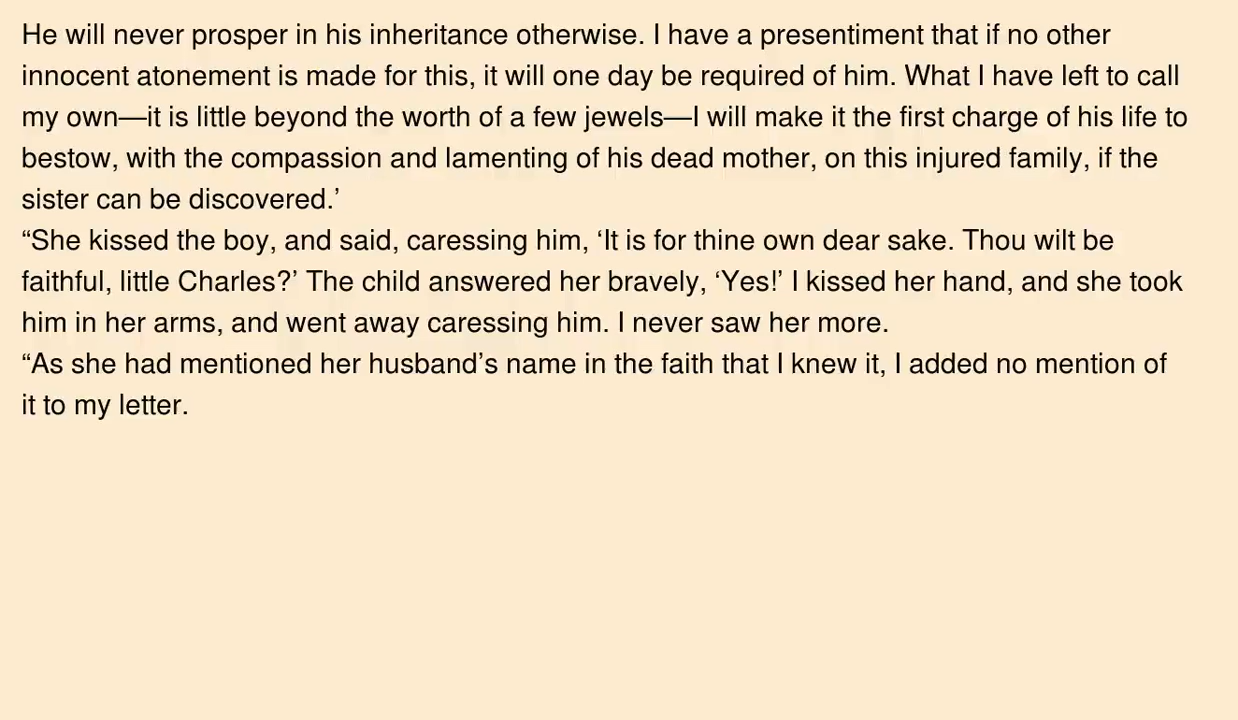 He will never prosper in his inheritance otherwise. I have a presentiment that if no other
innocent atonement is made for this, it will one day be required of him. What I have left to call
my own—it is little beyond the worth of a few jewels—I will make it the first charge of his life to
bestow, with the compassion and lamenting of his dead mother, on this injured family, if the
sister can be discovered.’
“She kissed the boy, and said, caressing him, ‘It is for thine own dear sake. Thou wilt be
faithful, little Charles?’ The child answered her bravely, ‘Yes!’ I kissed her hand, and she took
him in her arms, and went away caressing him. I never saw her more.
“As she had mentioned her husband’s name in the faith that I knew it, I added no mention of
it to my letter.